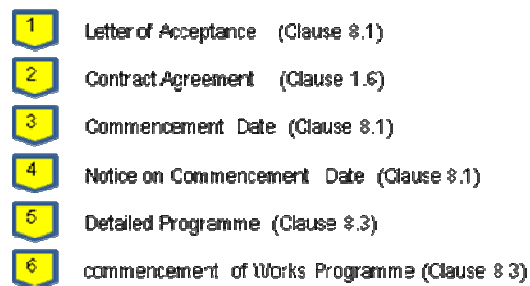 1 Letter of Acceptance (Clause 8.1)
2 Contract Agreement (Clause 1.6)
3 Commencement Date (Clause 8.1)
4 Notice on Commencement Date (Clause 8.1)
5 Detailed Programme (Clause 8.3)
6 commencement of Works Programme (Clause 8 3)